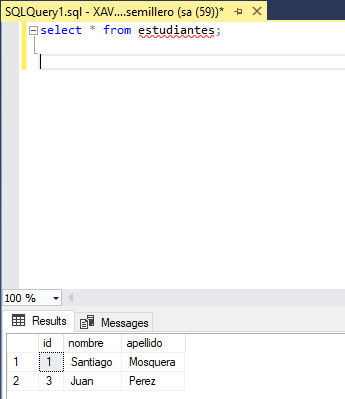 SQLQuery1.sql - XAV....semillero (sa (59))*
select * from estudiantes;
100 %
Results Messages
id nombre apellido
1 1 Santiago Mosquera
2 3 Juan Perez